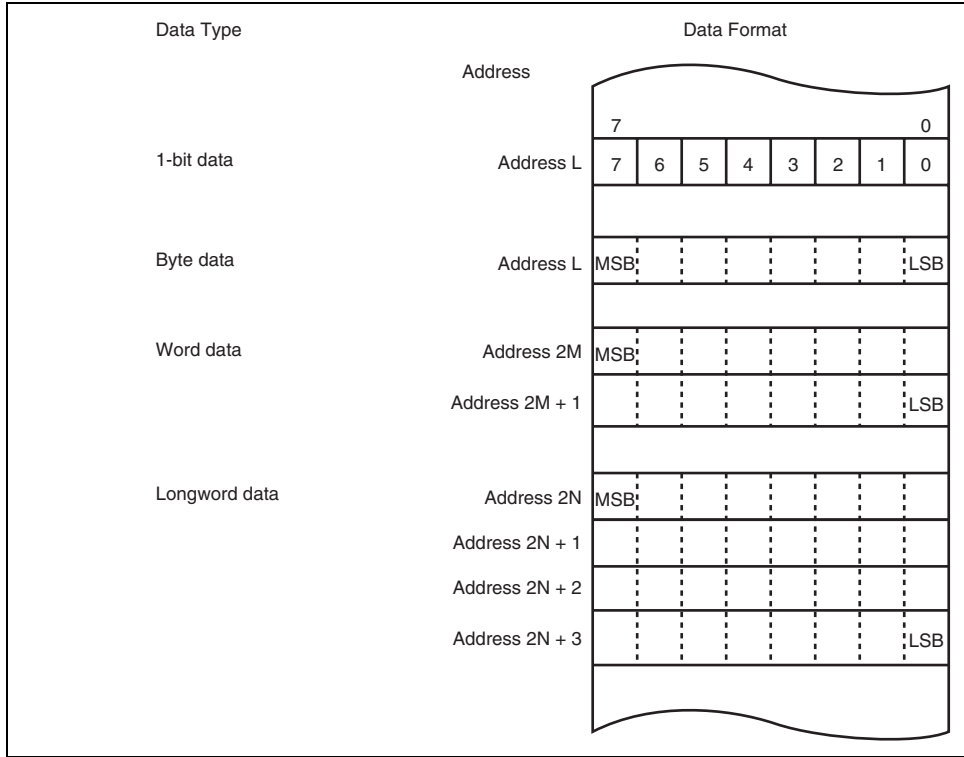 Data Type Data Format
Address
7 0
1-bit data Address L 7 6 5 4 3 2 1 0
Byte data Address L MSB LSB
Word data Address 2M MSB
Address 2M + 1 LSB
Longword data Address 2N MSB
Address 2N + 1
Address 2N + 2
Address 2N + 3 LSB